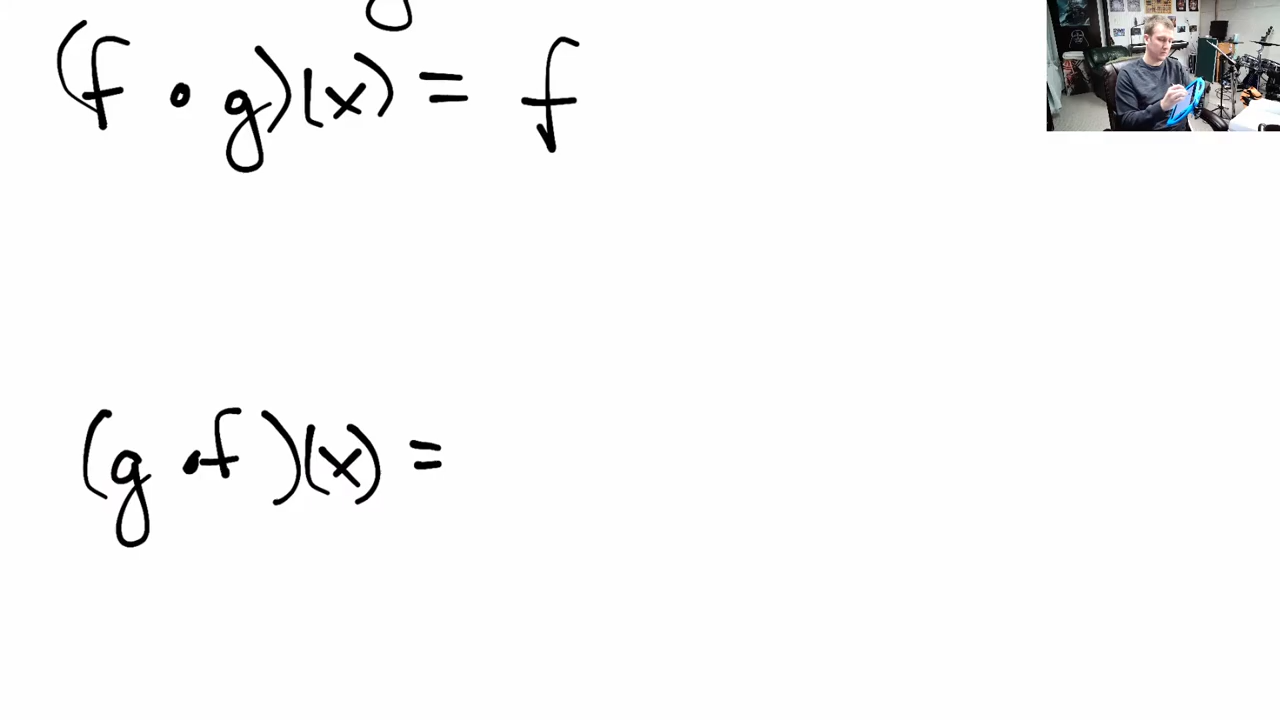 (f ∘ g)(x) = f
(g ∘ f)(x) =